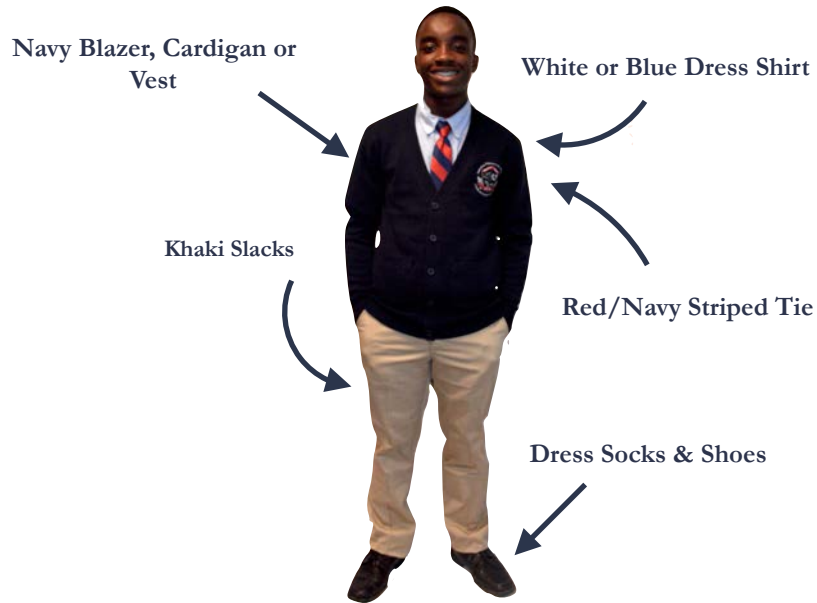 Navy Blazer, Cardigan or
Vest
White or Blue Dress Shirt
Khaki Slacks
Red/Navy Striped Tie
Dress Socks & Shoes